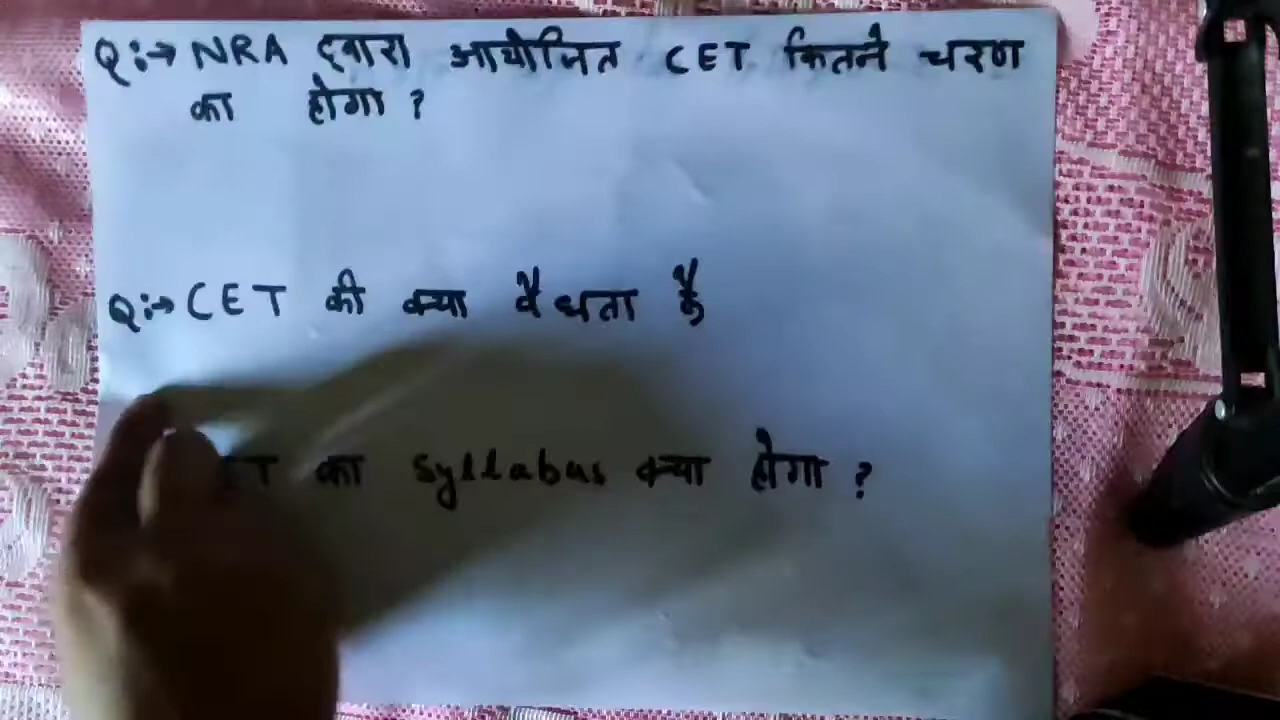 Q:→ NRA द्वारा आयोजित CET कितने चरण
का होगा ?
Q:→ CET की क्या वैधता है
का Syllabus क्या होगा ?